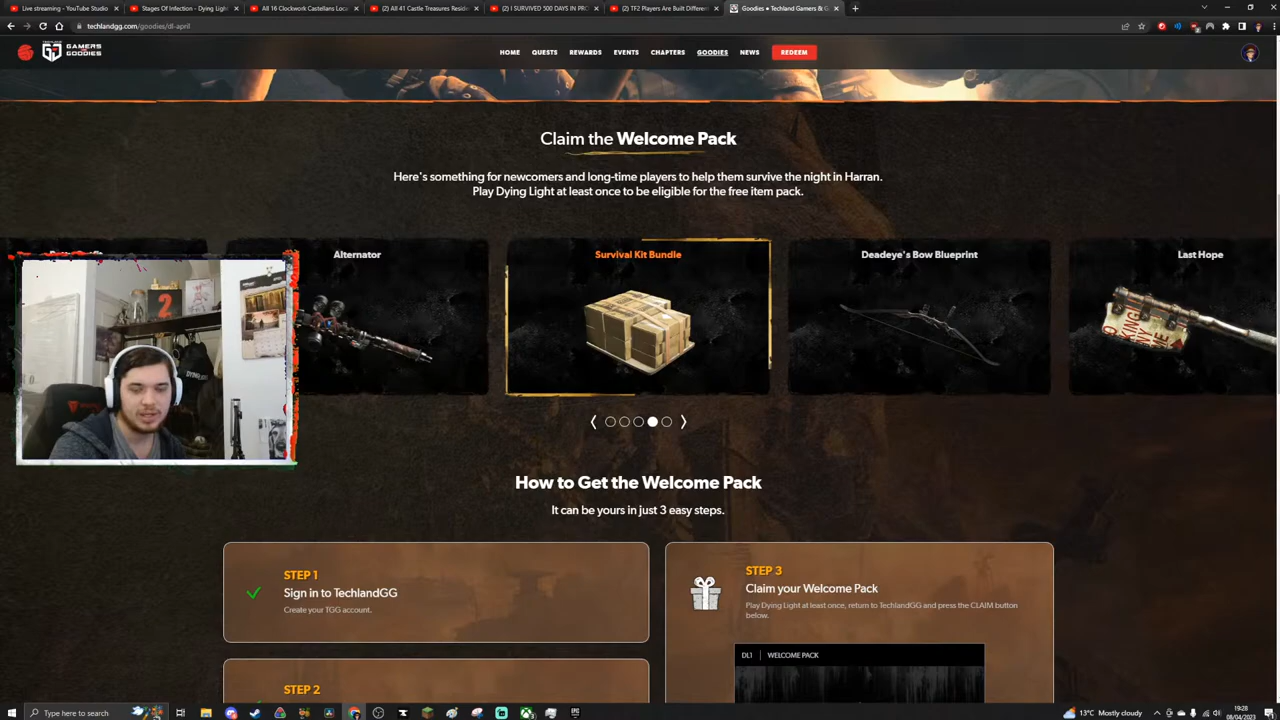 Live streaming - YouTube Studio
Stages Of Infection - Dying Light
All 16 Clockwork Castellans Loca
(2) All 41 Castle Treasures Resid
(2) I SURVIVED 500 DAYS IN PRO
(2) TF2 Players Are Built Differen
Goodies • Techland Gamers & G
techlandgg.com/goodies/dl-april
TECHLAND
GAMERS
GOODIES
HOME
QUESTS
REWARDS
EVENTS
CHAPTERS
GOODIES
NEWS
REDEEM
Claim the Welcome Pack
Here's something for newcomers and long-time players to help them survive the night in Harran.
Play Dying Light at least once to be eligible for the free item pack.
Alternator
Survival Kit Bundle
Deadeye's Bow Blueprint
Last Hope
2
How to Get the Welcome Pack
It can be yours in just 3 easy steps.
STEP 1
Sign in to TechlandGG
Create your TGG account.
STEP 2
STEP 3
Claim your Welcome Pack
Play Dying Light at least once, return to TechlandGG and press the CLAIM button
below.
DL1 | WELCOME PACK
Type here to search
13°C Mostly cloudy
19:28
08/04/2023